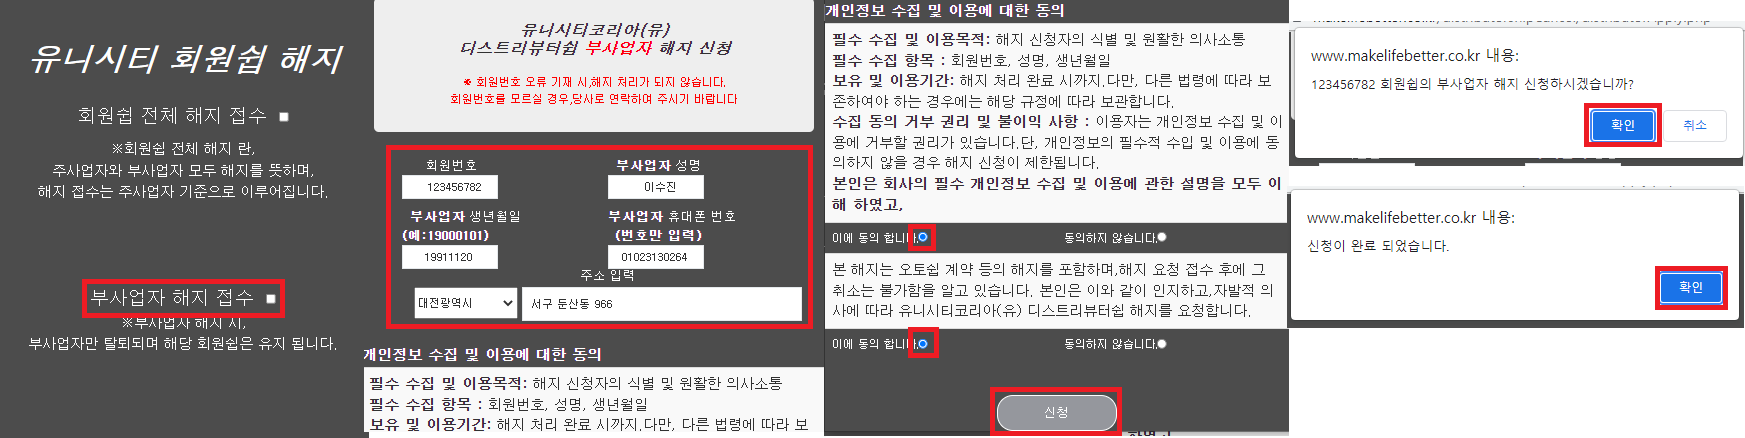 유니시티 회원쉽 해지
회원쉽 전체 해지 접수
※회원쉽 전체 해지 란,
주사업자와 부사업자 모두 해지를 뜻하며,
해지 접수는 주사업자 기준으로 이루어집니다.
부사업자 해지 접수
※부사업자 해지 시,
부사업자만 탈퇴되며 해당 회원쉽은 유지 됩니다.
유니시티코리아(유)
디스트리뷰터쉽 부사업자 해지 신청
※ 회원번호 오류 기재 시,해지 처리가 되지 않습니다.
회원번호를 모르실 경우,당사로 연락하여 주시기 바랍니다
회원번호
부사업자 성명
123456782
이수진
부사업자 생년월일
부사업자 휴대폰 번호
(예:19000101)
(번호만 입력)
19911120
01023130264
주소 입력
대전광역시
서구 둔산동 966
개인정보 수집 및 이용에 대한 동의
필수 수집 및 이용목적: 해지 신청자의 식별 및 원활한 의사소통
필수 수집 항목 : 회원번호, 성명, 생년월일
보유 및 이용기간: 해지 처리 완료 시까지.다만, 다른 법령에 따라 보
개인정보 수집 및 이용에 대한 동의
필수 수집 및 이용목적: 해지 신청자의 식별 및 원활한 의사소통
필수 수집 항목 : 회원번호, 성명, 생년월일
보유 및 이용기간: 해지 처리 완료 시까지.다만, 다른 법령에 따라 보
존하여야 하는 경우에는 해당 규정에 따라 보관합니다.
수집 동의 거부 권리 및 불이익 사항 : 이용자는 개인정보 수집 및 이
용에 거부할 권리가 있습니다.단, 개인정보의 필수적 수입 및 이용에 동
의하지 않을 경우 해지 신청이 제한됩니다.
본인은 회사의 필수 개인정보 수집 및 이용에 관한 설명을 모두 이
해 하였고,
이에 동의 합니다.
동의하지 않습니다.
본 해지는 오토쉽 계약 등의 해지를 포함하며,해지 요청 접수 후에 그
취소는 불가함을 알고 있습니다. 본인은 이와 같이 인지하고,자발적 의
사에 따라 유니시티코리아(유) 디스트리뷰터쉽 해지를 요청합니다.
이에 동의 합니다.
동의하지 않습니다.
신청
www.makelifebetter.co.kr 내용:
123456782 회원쉽의 부사업자 해지 신청하시겠습니까?
확인
취소
www.makelifebetter.co.kr 내용:
신청이 완료 되었습니다.
확인